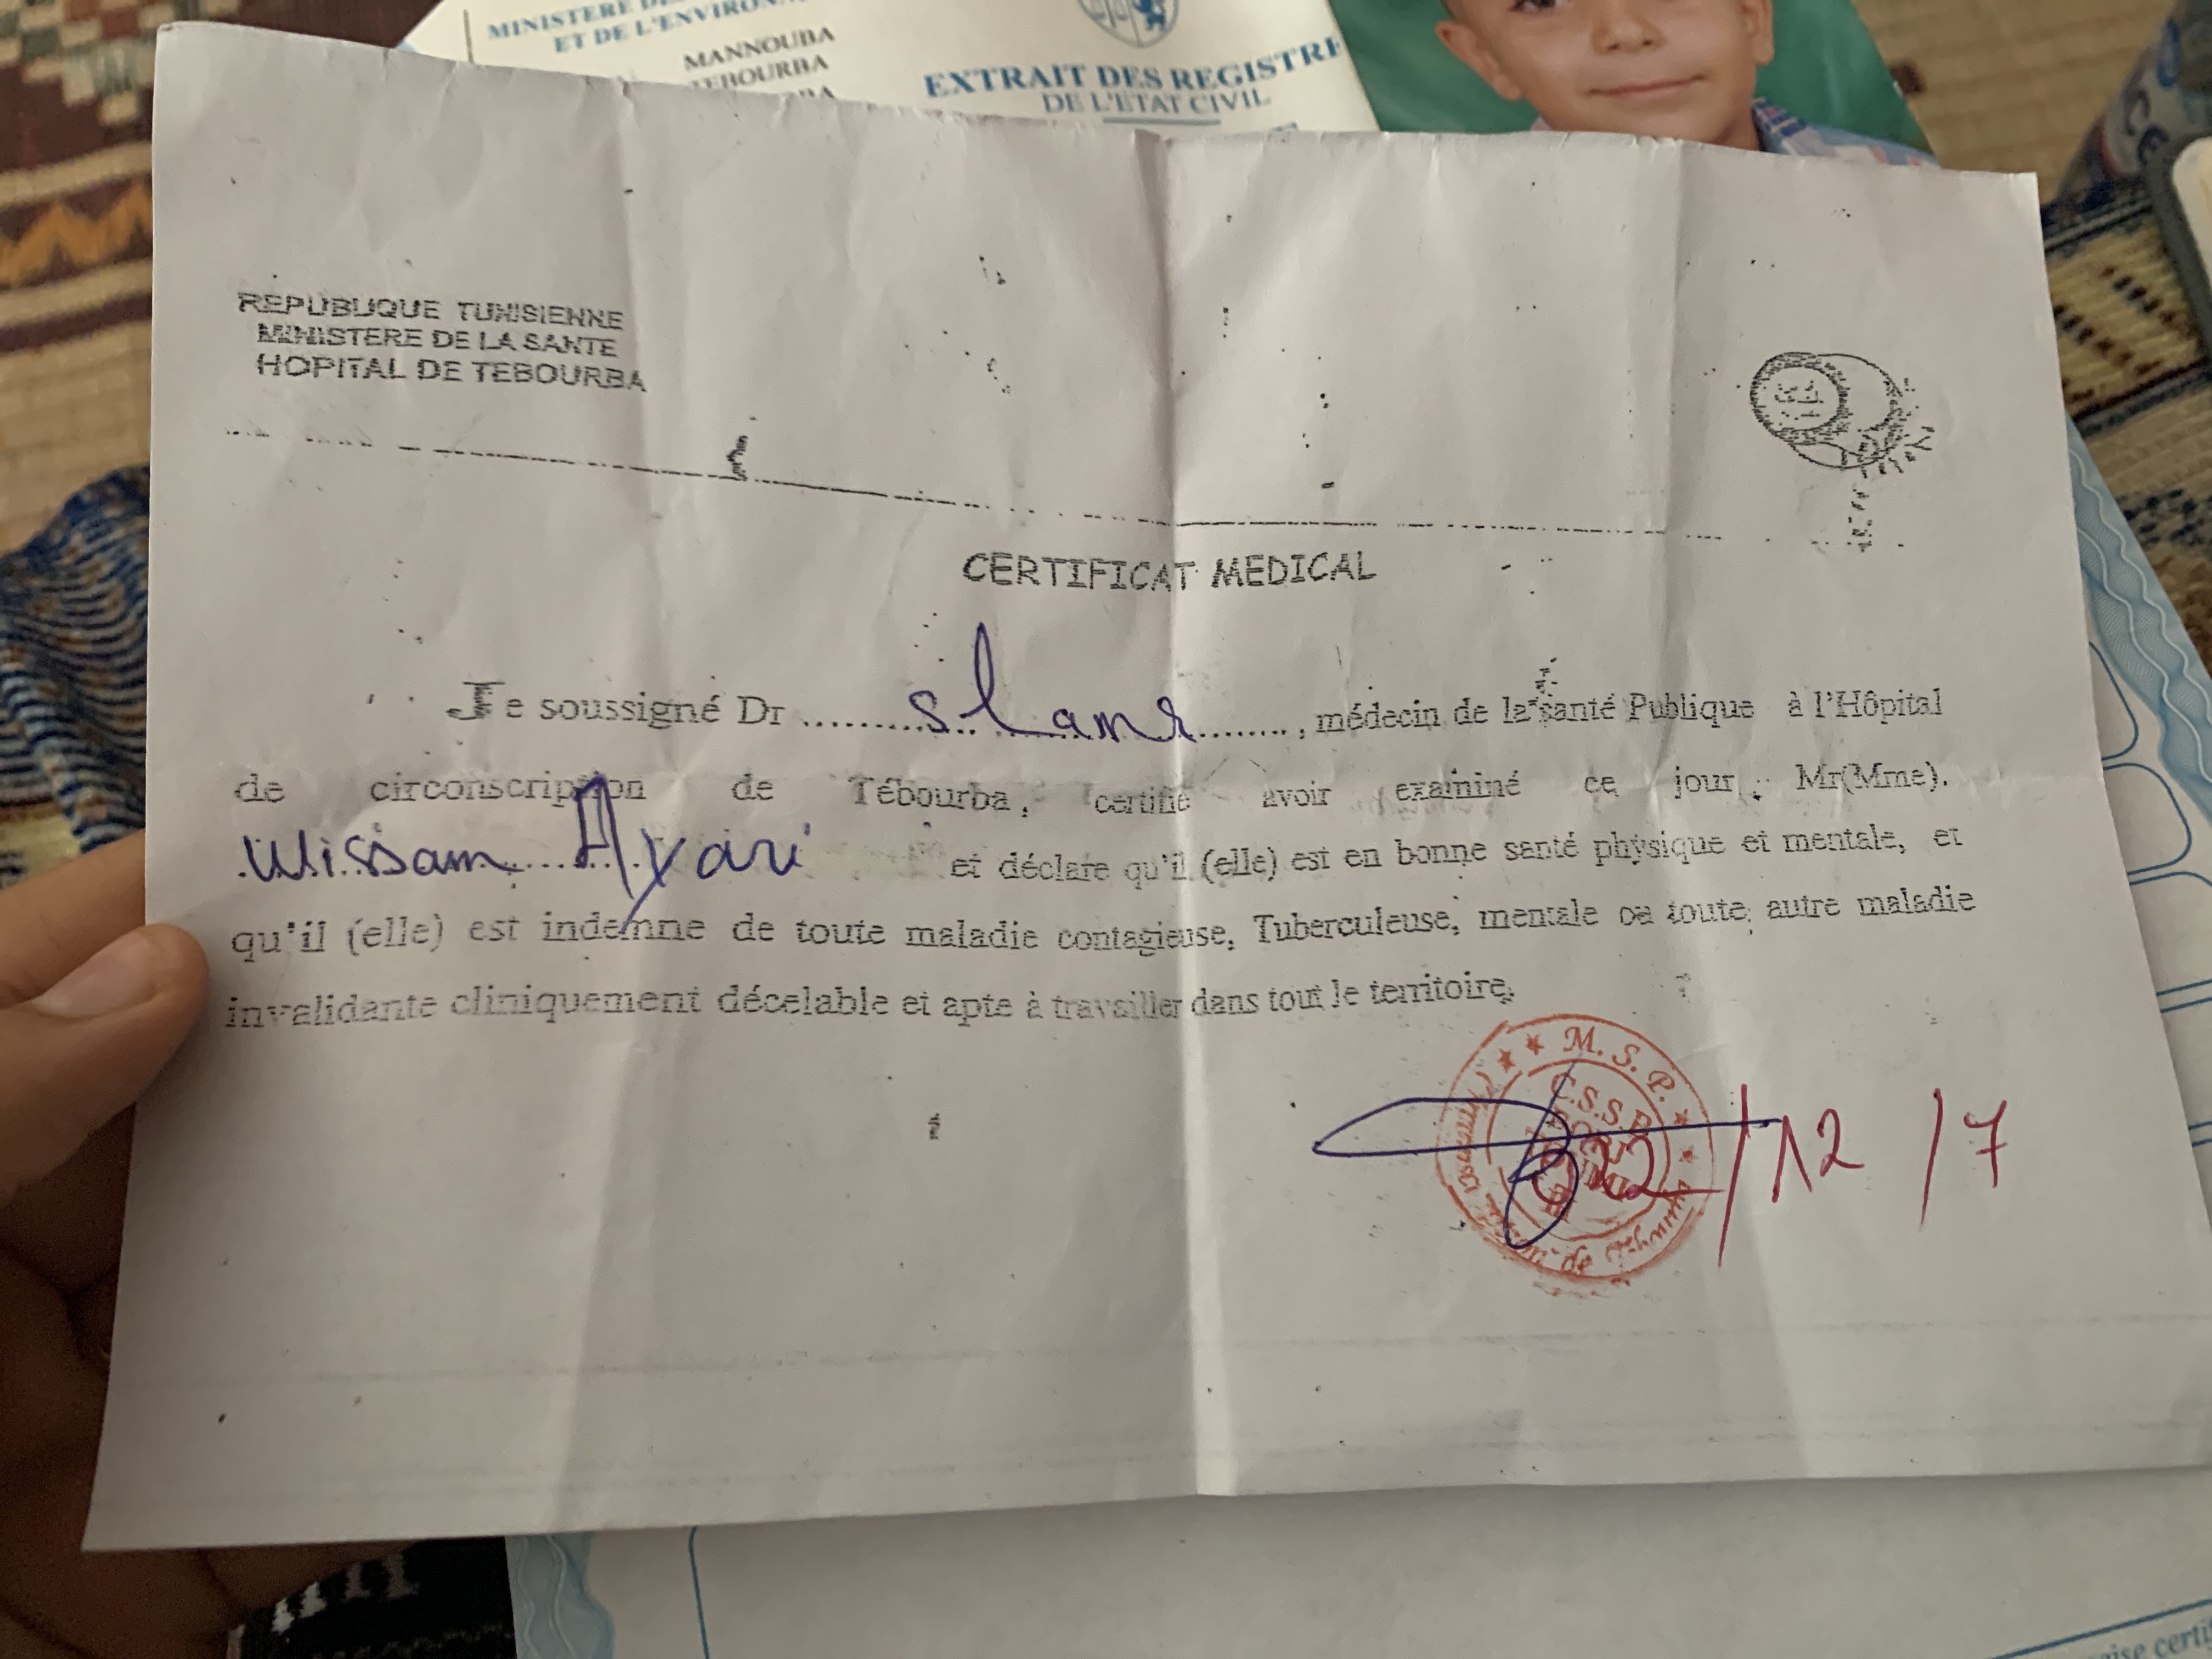 MINISTERE
ET DE L'ENVIRON
MANNOUBA
TEBOURBA
EXTRAIT DES REGISTRE
DE L'ETAT CIVIL
REPUBLIQUE TUNISIENNE
MINISTERE DE LA SANTE
HOPITAL DE TEBOURBA
CERTIFICAT MEDICAL
Je soussigné Dr ..................., médecin de la santé Publique à l'Hôpital
de circonscription de Tébourba, certifie avoir examiné ce jour : Mr(Mme).
Wissam Ayari et déclare qu'il (elle) est en bonne santé physique et mentale, et
qu'il (elle) est indemne de toute maladie contagieuse, Tuberculeuse, mentale ou toute autre maladie
invalidante cliniquement décelable et apte à travailler dans tout le territoire.
M. S. P.
C.S.S.B
/12/7